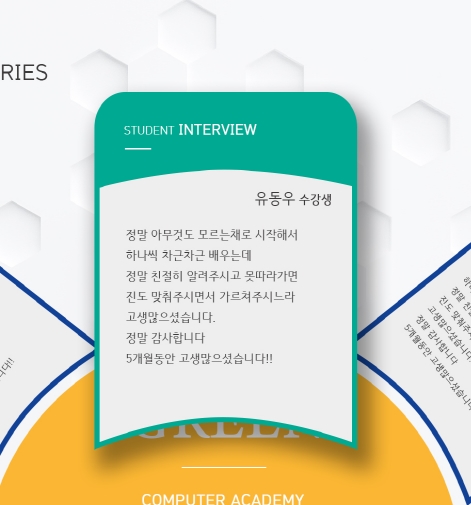 RIES
STUDENT INTERVIEW
유동우 수강생
정말 아무것도 모르는채로 시작해서
하나씩 차근차근 배우는데
정말 친절히 알려주시고 못따라가면
진도 맞춰주시면서 가르쳐주시느라
고생많으셨습니다.
정말 감사합니다
5개월동안 고생많으셨습니다!!
니다!!
하나
정말 친
진도 맞춰주시
고생많으셨습니다
정말 감사합니다
5개월동안 고생많으셨습니다
GREEN
COMPUTER ACADEMY